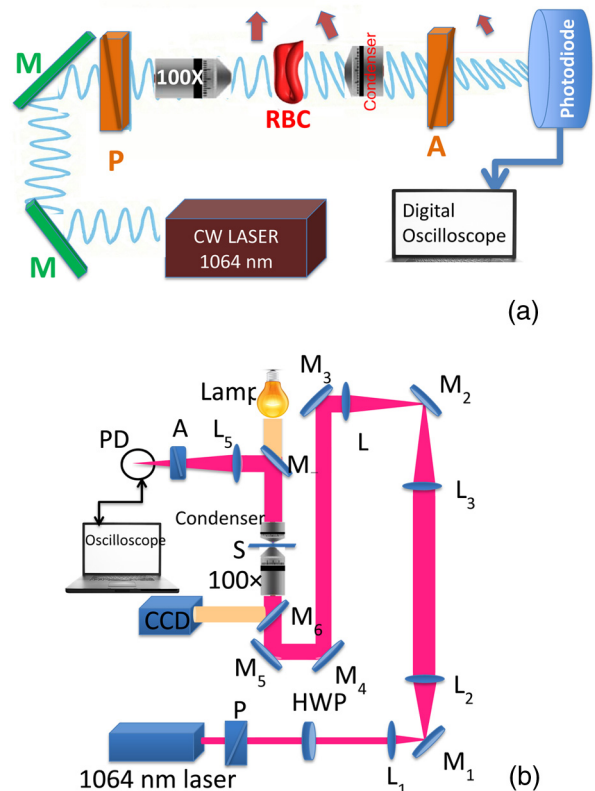 M
P
100X
RBC
Condenser
A
Photodiode
M
CW LASER
1064 nm
Digital
Oscilloscope
(a)
M3
Lamp
M2
PD
A
L5
M
L
L3
Condenser
Oscilloscope
S
100×
CCD
M6
M5
M4
L2
P
HWP
M1
1064 nm laser
L1
(b)